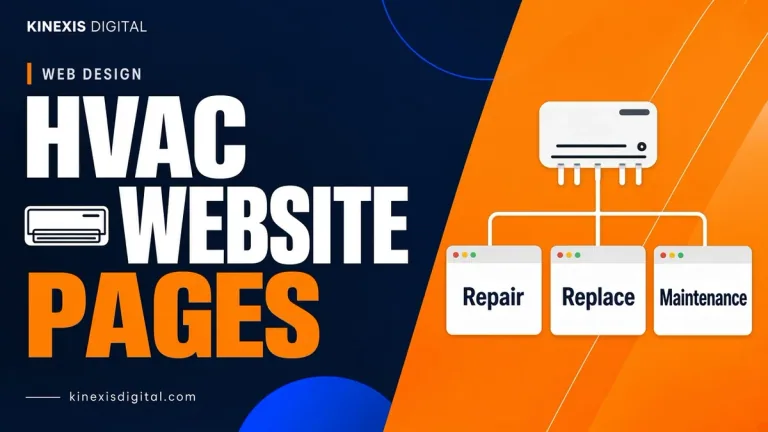 KINEXIS DIGITAL
WEB DESIGN
HVAC
WEBSITE
PAGES
kinexisdigital.com
Repair
Replace
Maintenance